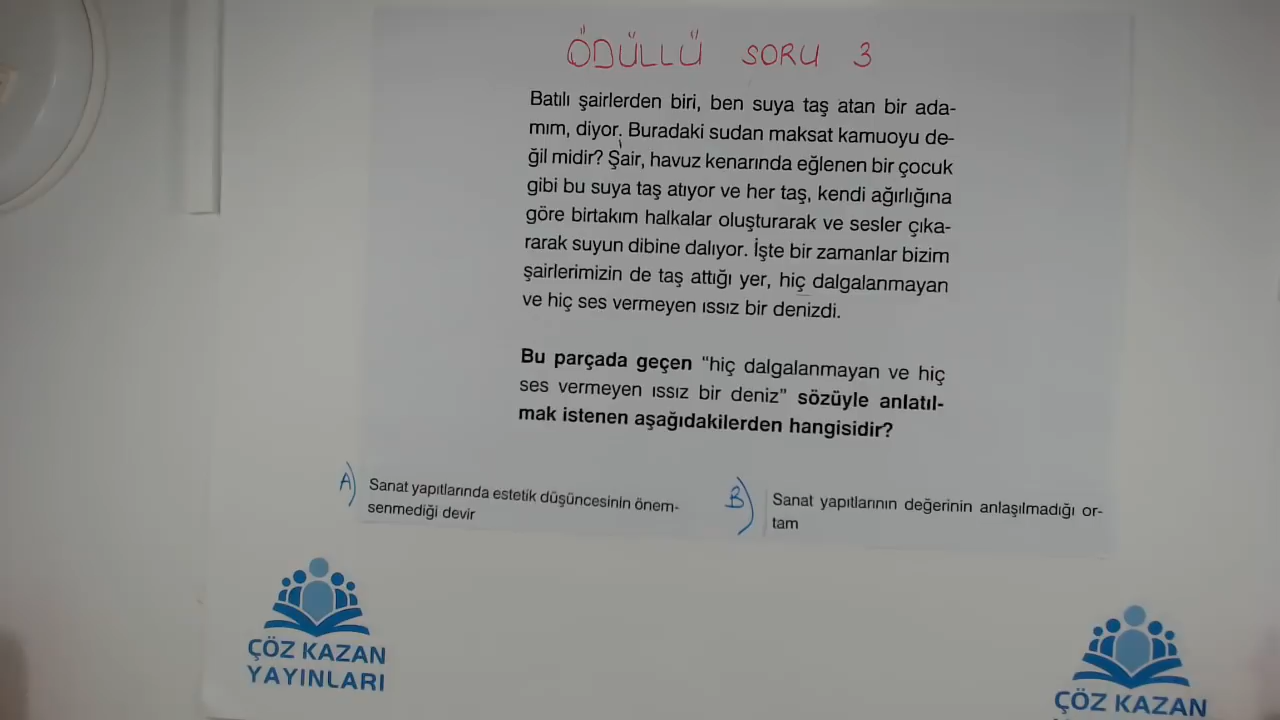 ÖDÜLLÜ SORU 3
Batılı şairlerden biri, ben suya taş atan bir ada-
mım, diyor. Buradaki sudan maksat kamuoyu de-
ğil midir? Şair, havuz kenarında eğlenen bir çocuk
gibi bu suya taş atıyor ve her taş, kendi ağırlığına
göre birtakım halkalar oluşturarak ve sesler çıka-
rarak suyun dibine dalıyor. İşte bir zamanlar bizim
şairlerimizin de taş attığı yer, hiç dalgalanmayan
ve hiç ses vermeyen ıssız bir denizdi.
Bu parçada geçen “hiç dalgalanmayan ve hiç
ses vermeyen ıssız bir deniz” sözüyle anlatıl-
mak istenen aşağıdakilerden hangisidir?
A) Sanat yapıtlarında estetik düşüncesinin önem-
senmediği devir
B) Sanat yapıtlarının değerinin anlaşılmadığı or-
tam
ÇÖZ KAZAN
YAYINLARI
ÇÖZ KAZAN